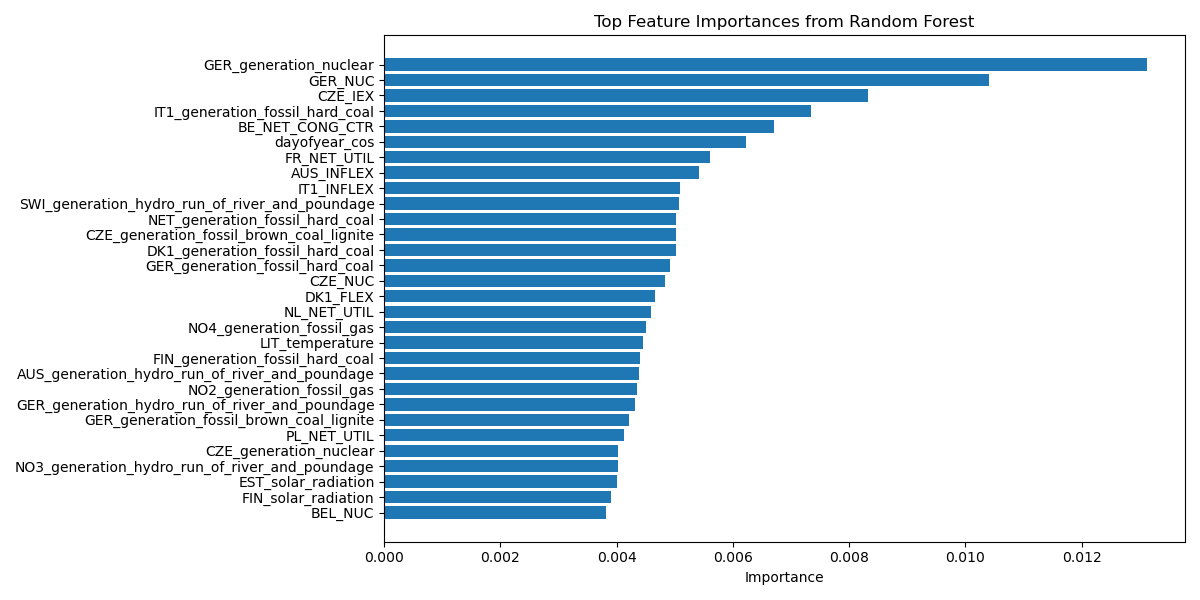 Top Feature Importances from Random Forest
GER_generation_nuclear
GER_NUC
CZE_IEX
IT1_generation_fossil_hard_coal
BE_NET_CONG_CTR
dayofyear_cos
FR_NET_UTIL
AUS_INFLEX
IT1_INFLEX
SWI_generation_hydro_run_of_river_and_poundage
NET_generation_fossil_hard_coal
CZE_generation_fossil_brown_coal_lignite
DK1_generation_fossil_hard_coal
GER_generation_fossil_hard_coal
CZE_NUC
DK1_FLEX
NL_NET_UTIL
NO4_generation_fossil_gas
LIT_temperature
FIN_generation_fossil_hard_coal
AUS_generation_hydro_run_of_river_and_poundage
NO2_generation_fossil_gas
GER_generation_hydro_run_of_river_and_poundage
GER_generation_fossil_brown_coal_lignite
PL_NET_UTIL
CZE_generation_nuclear
NO3_generation_hydro_run_of_river_and_poundage
EST_solar_radiation
FIN_solar_radiation
BEL_NUC
0.000 0.002 0.004 0.006 0.008 0.010 0.012
Importance